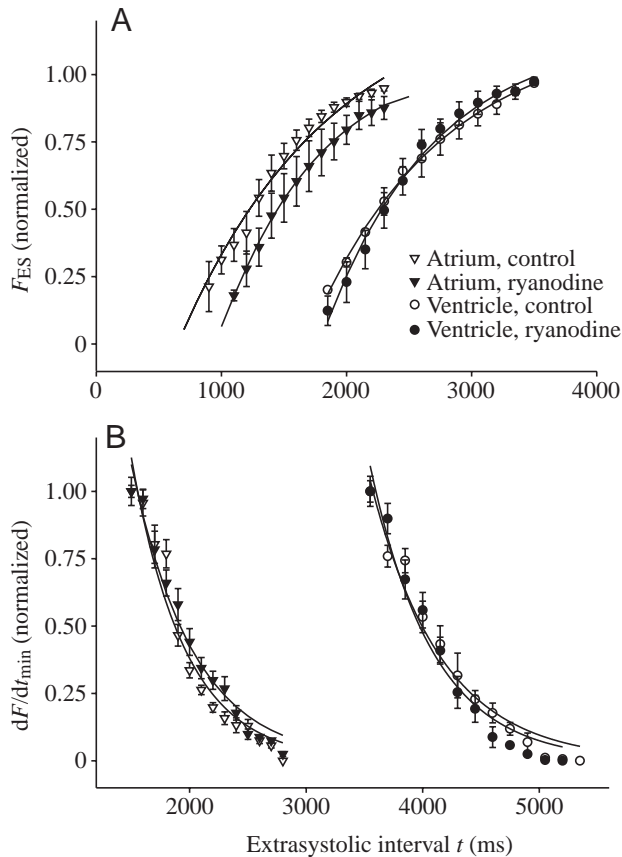 A
1.00
0.75
0.50
0.25
0
F_ES (normalized)
Atrium, control
Atrium, ryanodine
Ventricle, control
Ventricle, ryanodine
0 1000 2000 3000 4000
B
1.00
0.75
0.50
0.25
0
dF/dt_min (normalized)
2000 3000 4000 5000
Extrasystolic interval t (ms)